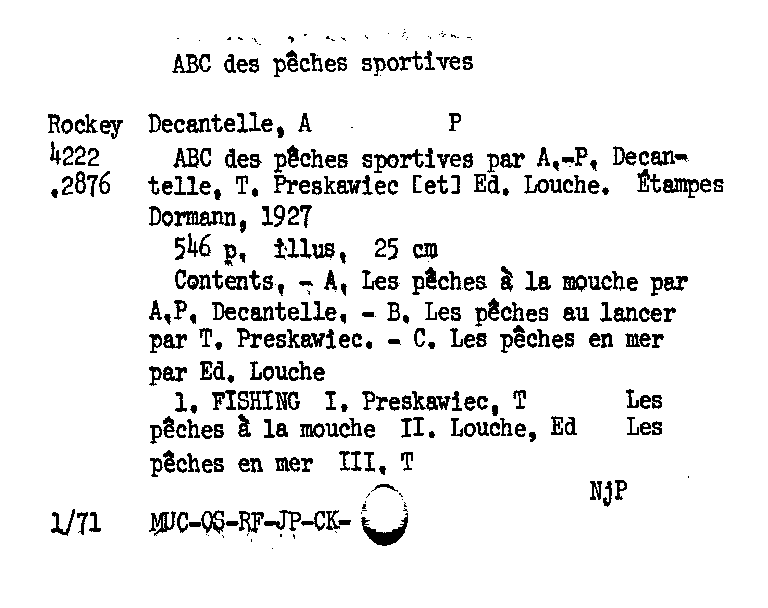 ABC des pêches sportives
Rockey Decantelle, A P
4222 ABC des pêches sportives par A.-P. Decan-
.2876 telle, T. Preskawiec [et] Ed. Louche. Êtampes
Dormann, 1927
546 p. illus. 25 cm
Contents. - A. Les pêches à la mouche par
A.P. Decantelle. - B. Les pêches au lancer
par T. Preskawiec. - C. Les pêches en mer
par Ed. Louche
1. FISHING I. Preskawiec, T Les
pêches à la mouche II. Louche, Ed Les
pêches en mer III. T
NjP
1/71 MUC-OS-RF-JP-CK-